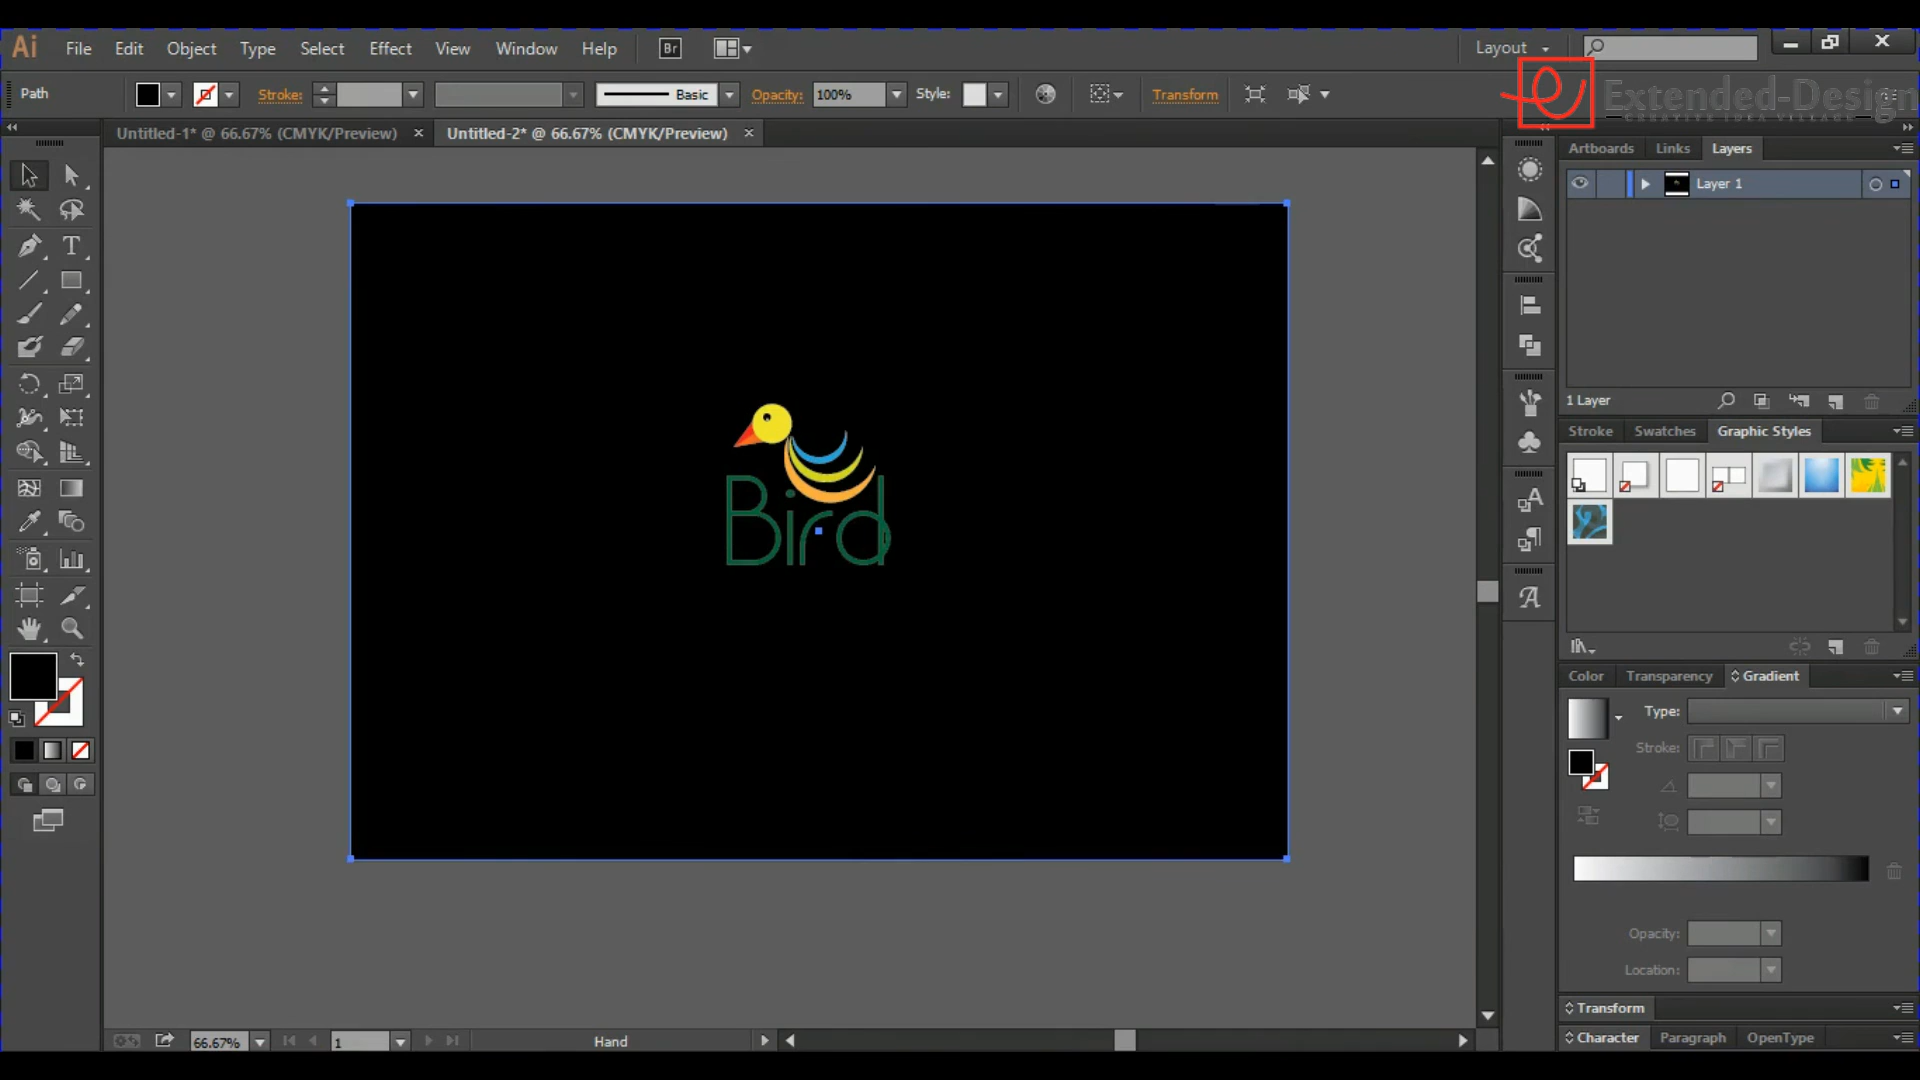 Ai File Edit Object Type Select Effect View Window Help Br Layout
Path Stroke: Basic Opacity: 100% Style: Transform
Extended-Design
CREATIVE IDEA VILLAGE
Untitled-1* @ 66.67% (CMYK/Preview) Untitled-2* @ 66.67% (CMYK/Preview)
Artboards Links Layers
Layer 1
1 Layer
Stroke Swatches Graphic Styles
Bird
Color Transparency Gradient
Type:
Stroke:
Opacity:
Location:
Transform
Character Paragraph OpenType
66.67% 1 Hand